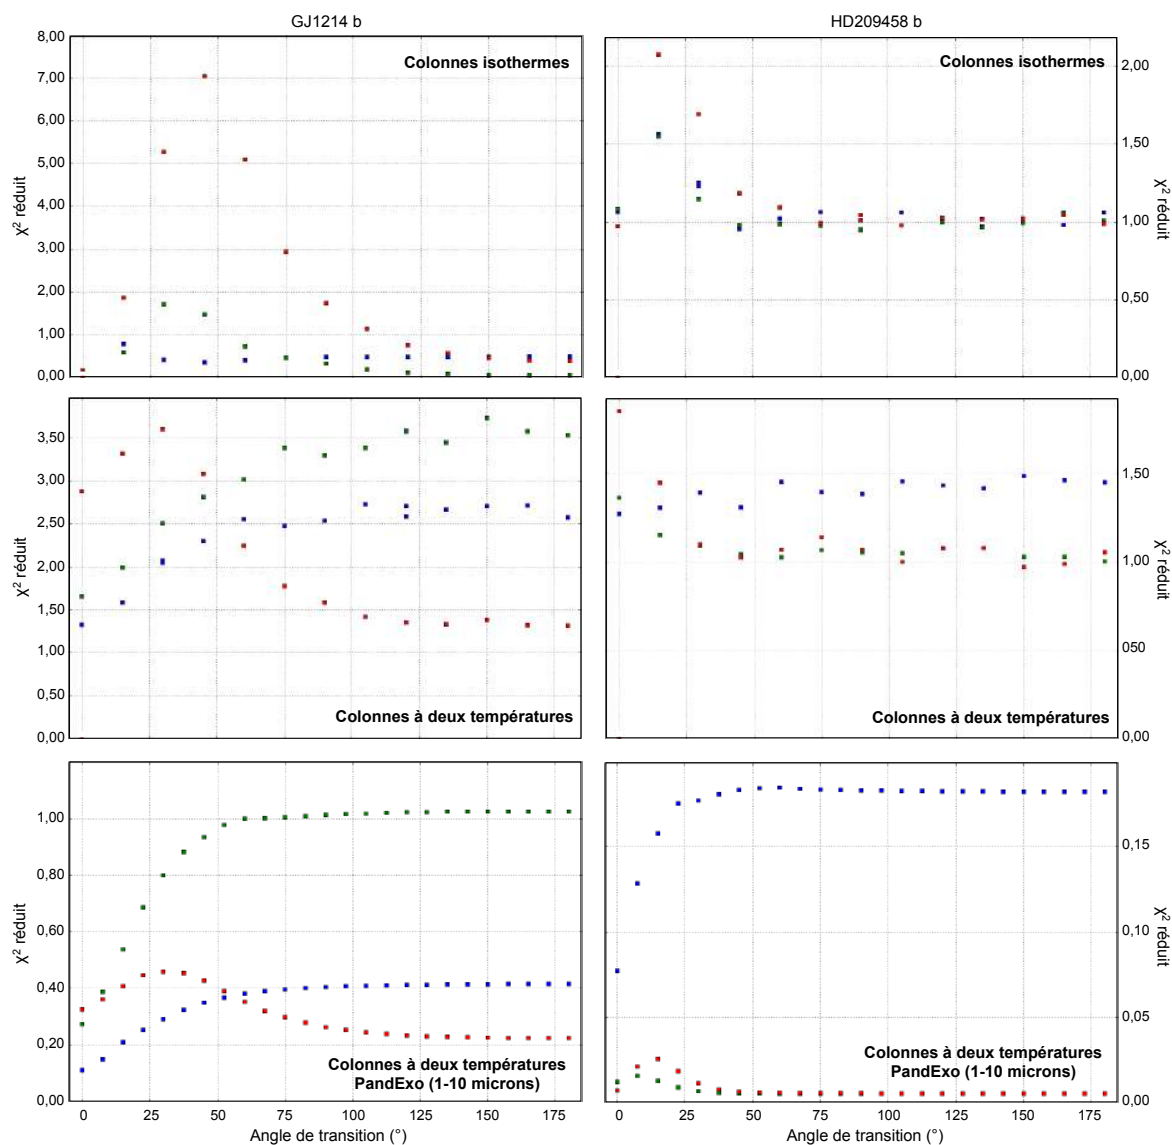 GJ1214 b
HD209458 b
8,00
7,00
6,00
5,00
4,00
3,00
2,00
1,00
0,00
χ² réduit
Colonnes isothermes
Colonnes isothermes
2,00
1,50
1,00
0,50
0,00
χ² réduit
3,50
3,00
2,50
2,00
1,50
1,00
0,50
0,00
χ² réduit
Colonnes à deux températures
Colonnes à deux températures
1,50
1,00
050
0,00
χ² réduit
1,00
0,80
0,60
0,40
0,20
0,00
χ² réduit
Colonnes à deux températures
PandExo (1-10 microns)
0 25 50 75 100 125 150 175
Angle de transition (°)
Colonnes à deux températures
PandExo (1-10 microns)
0,15
0,10
0,05
0,00
χ² réduit
0 25 50 75 100 125 150 175
Angle de transition (°)